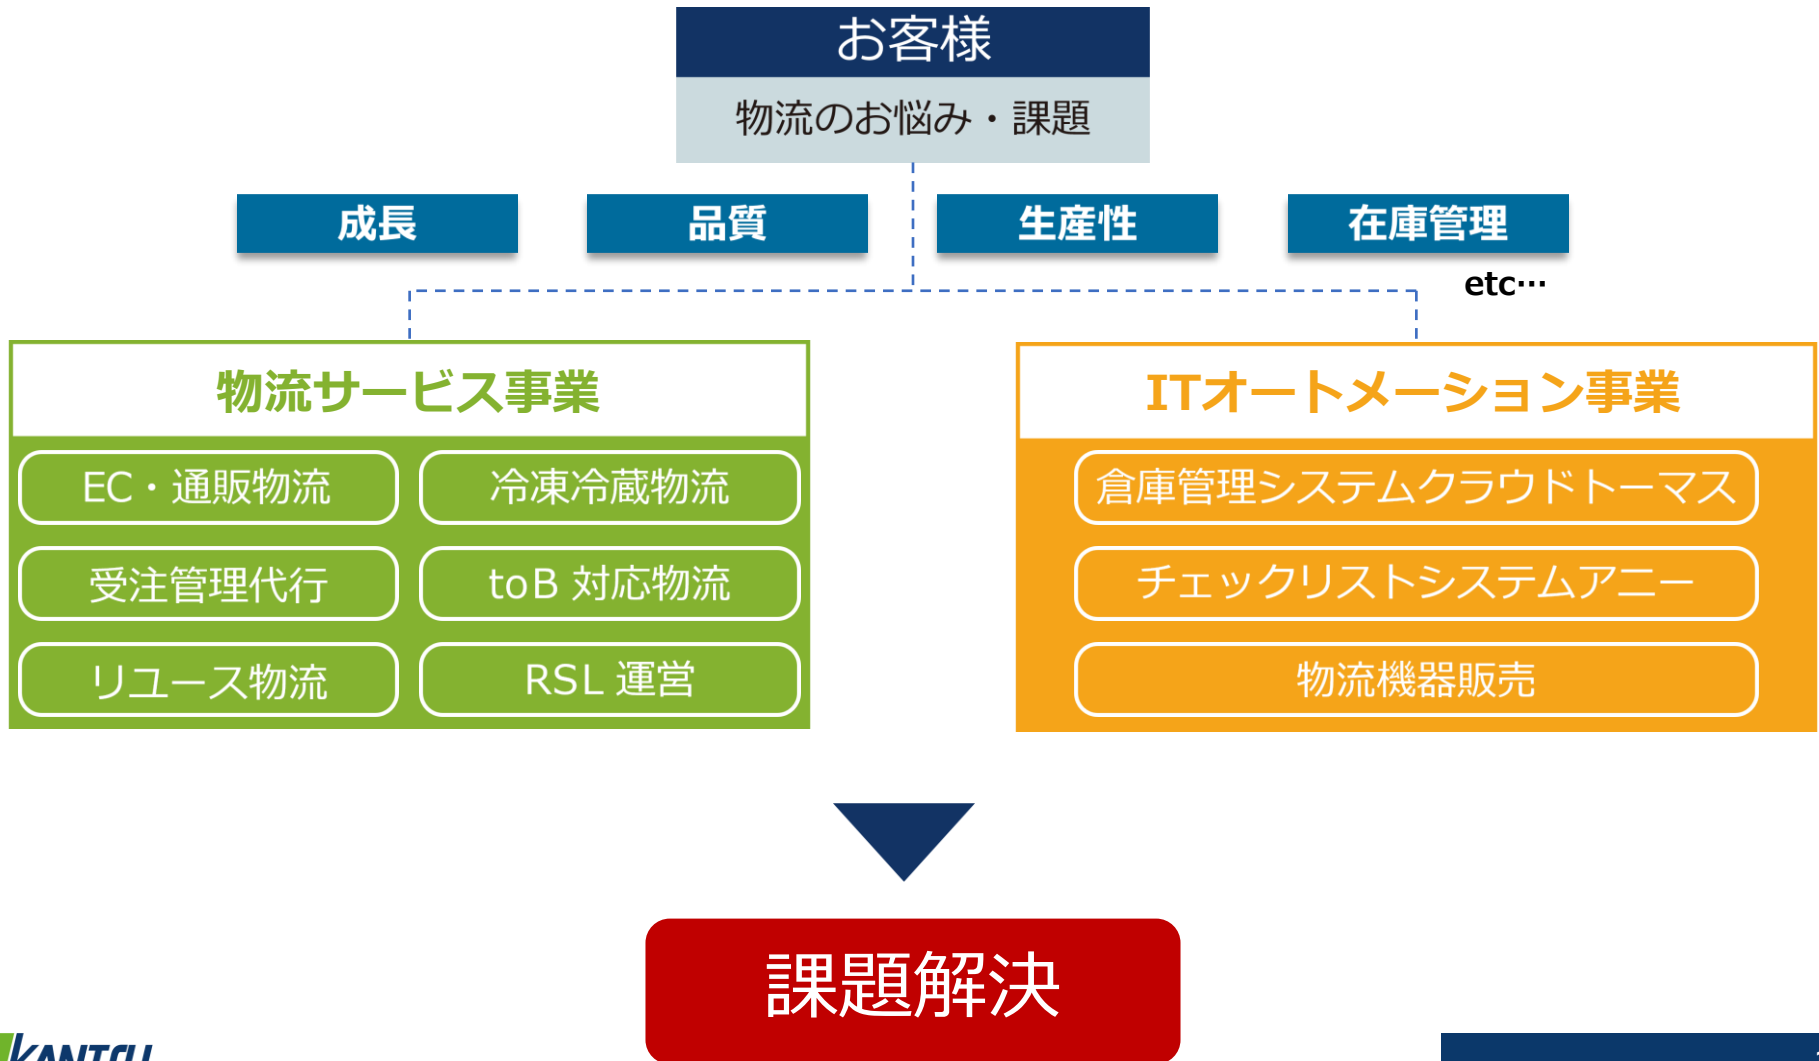 お客様
物流のお悩み・課題
成長
品質
生産性
在庫管理
etc…
物流サービス事業
EC・通販物流
冷凍冷蔵物流
受注管理代行
toB 対応物流
リユース物流
RSL 運営
ITオートメーション事業
倉庫管理システムクラウドトーマス
チェックリストシステムアニー
物流機器販売
課題解決
KANTSU